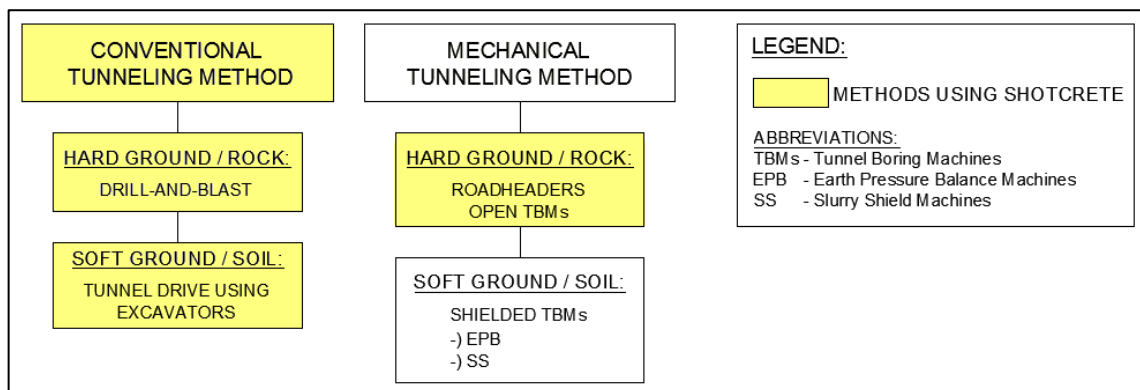 CONVENTIONAL
TUNNELING METHOD
HARD GROUND / ROCK:
DRILL-AND-BLAST
SOFT GROUND / SOIL:
TUNNEL DRIVE USING
EXCAVATORS
MECHANICAL
TUNNELING METHOD
HARD GROUND / ROCK:
ROADHEADERS
OPEN TBMs
SOFT GROUND / SOIL:
SHIELDED TBMs
-) EPB
-) SS
LEGEND:
METHODS USING SHOTCRETE
ABBREVIATIONS:
TBMs - Tunnel Boring Machines
EPB - Earth Pressure Balance Machines
SS - Slurry Shield Machines